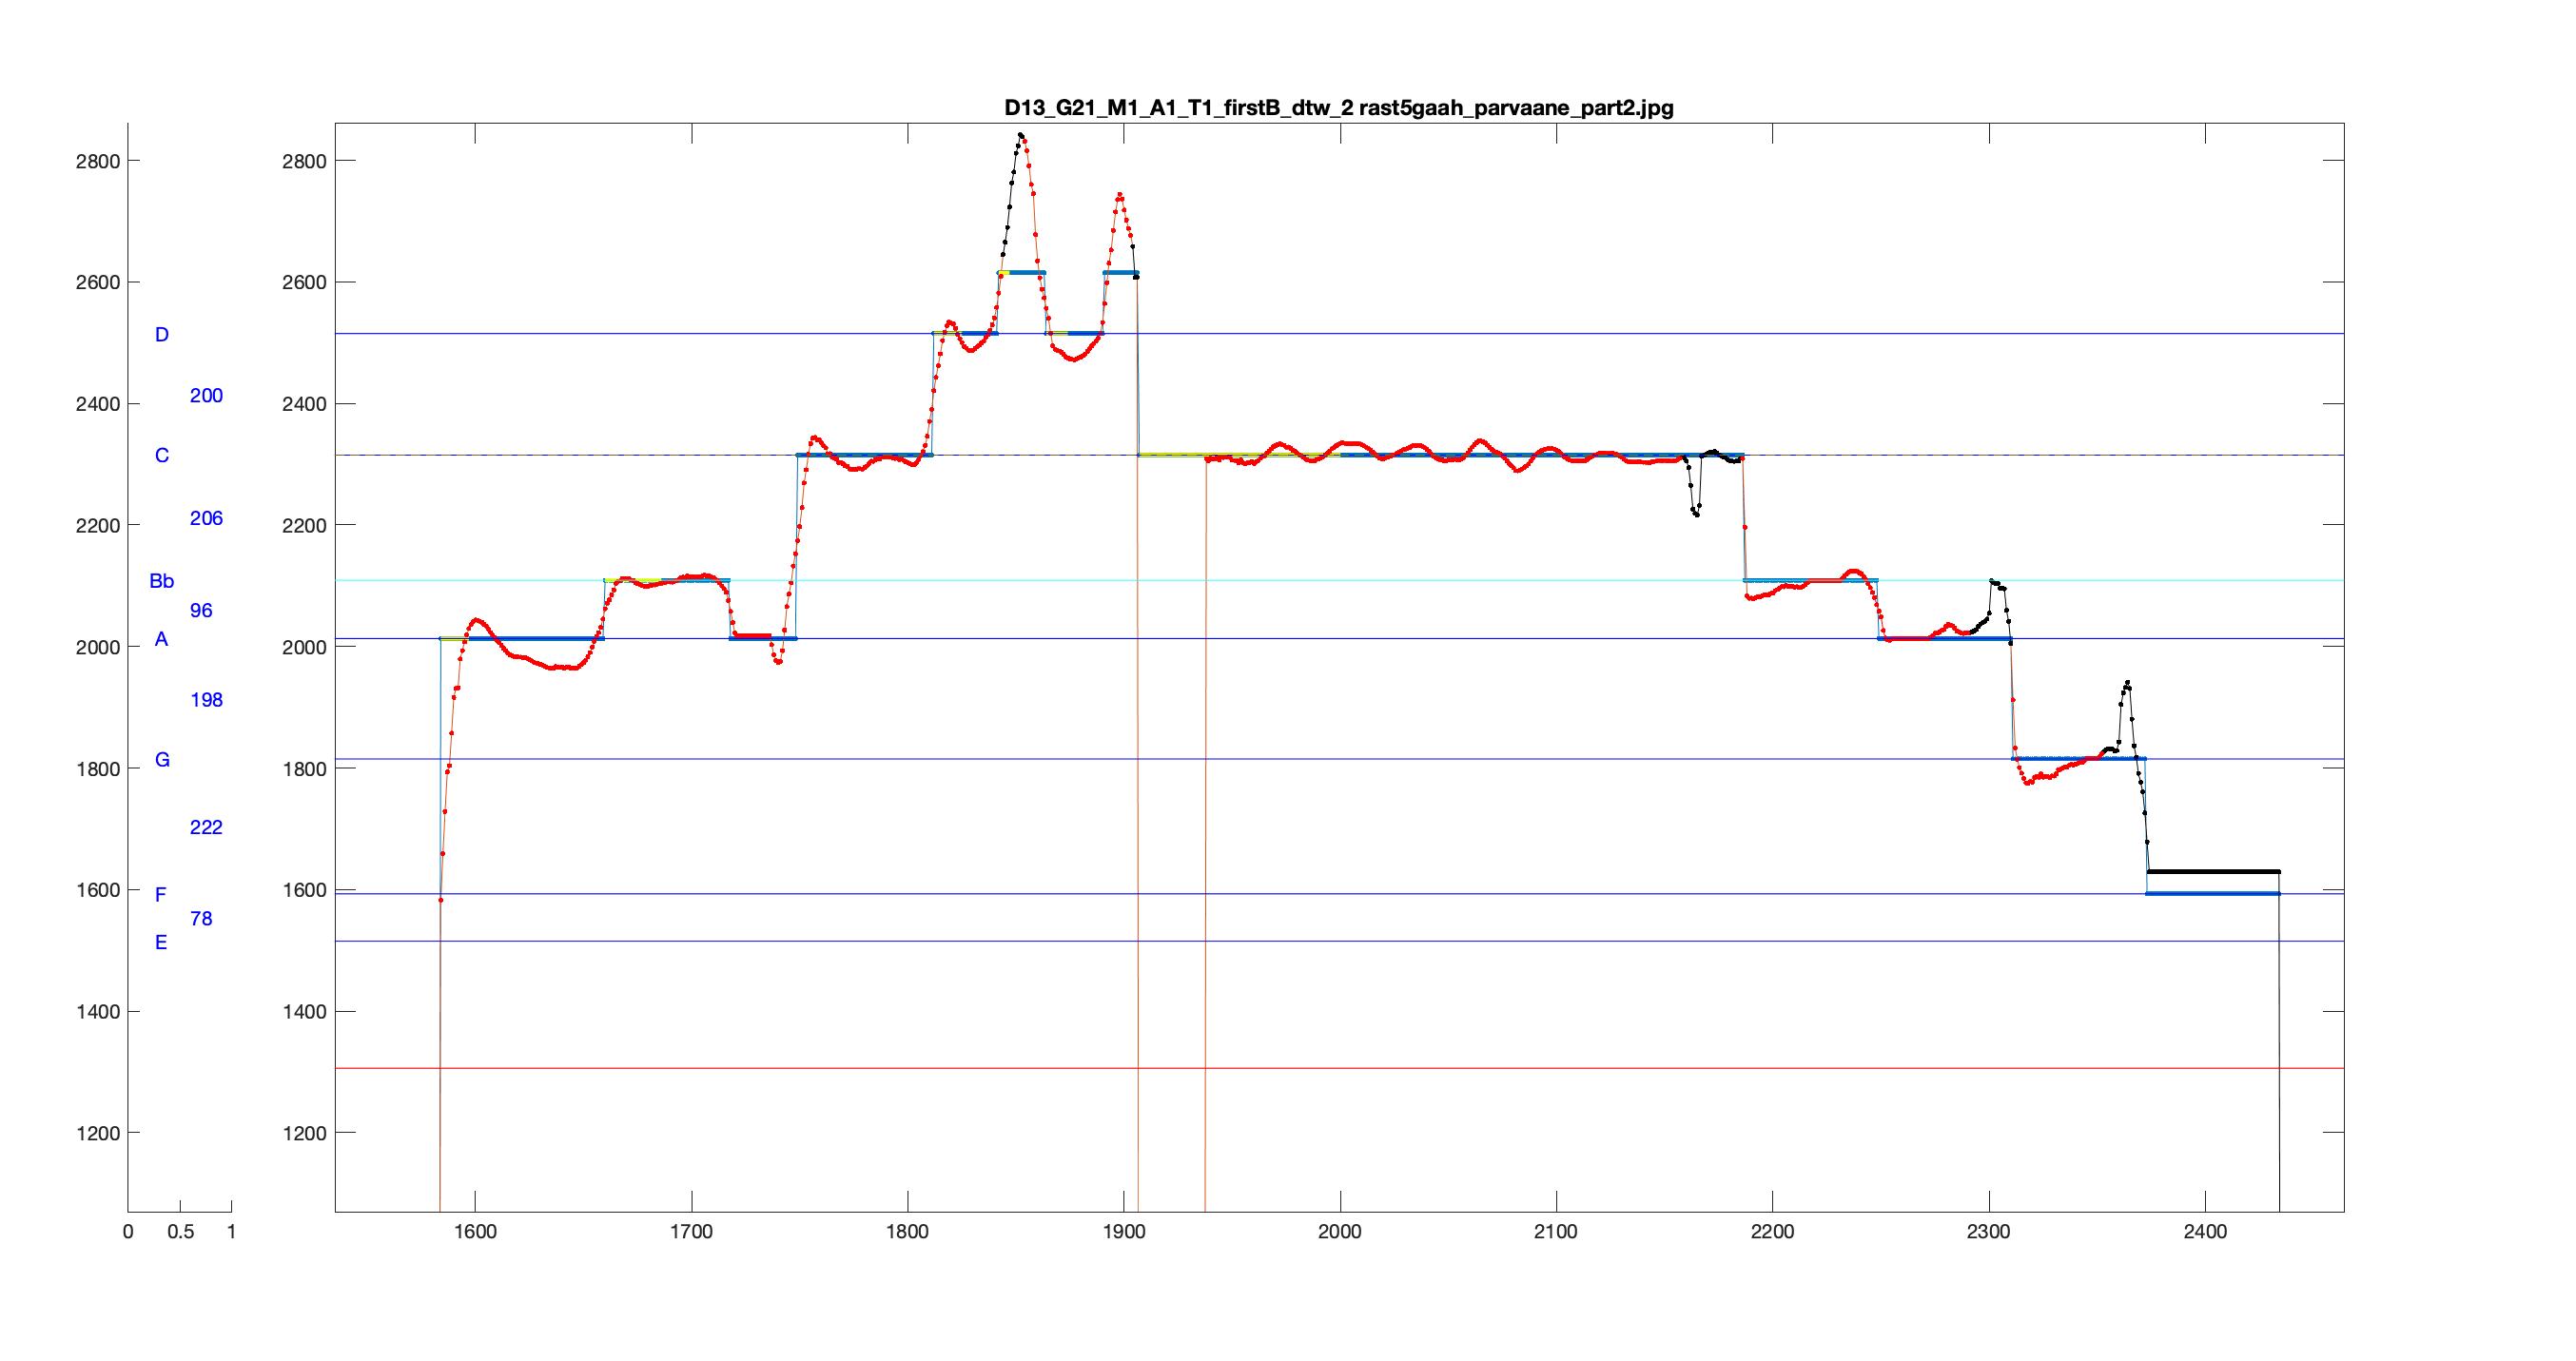 D13_G21_M1_A1_T1_firstB_dtw_2 rast5gaah_parvaane_part2.jpg
2800 2800
2600 2600
D
200
2400 2400
C
206
2200 2200
Bb
96
A
2000 2000
198
G
1800 1800
222
1600 F 1600
78
E
1400 1400
1200 1200
0 0.5 1 1600 1700 1800 1900 2000 2100 2200 2300 2400